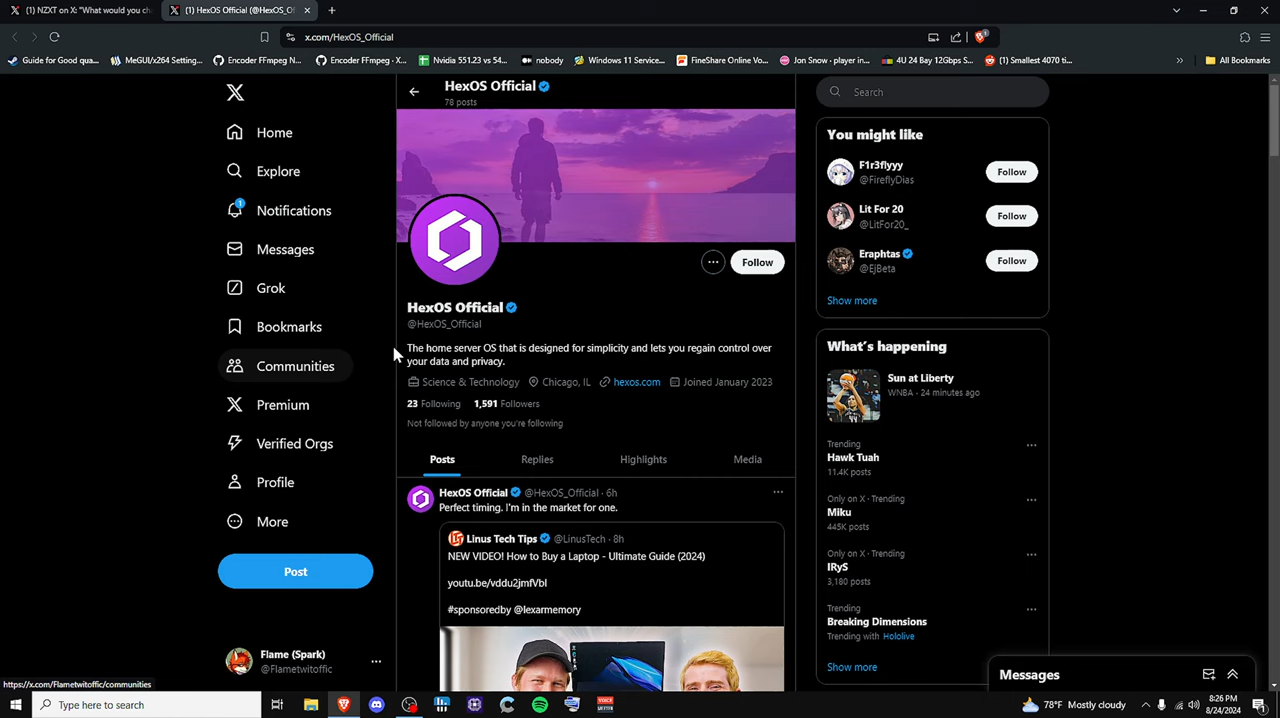 (1) NZXT on X: "What would you ch
(1) HexOS Official (@HexOS_O
x.com/HexOS_Official
1
Guide for Good qua...
MeGUI/x264 Setting...
Encoder FFmpeg N...
Encoder FFmpeg - X...
Nvidia 551.23 vs 54...
nobody
Windows 11 Service...
FineShare Online Vo...
Jon Snow - player in...
4U 24 Bay 12Gbps S...
(1) Smallest 4070 ti...
All Bookmarks
Home
Explore
1
Notifications
Messages
Grok
Bookmarks
Communities
Premium
Verified Orgs
Profile
More
Post
Flame (Spark)
@Flametwitoffic
HexOS Official
78 posts
Follow
HexOS Official
@HexOS_Official
The home server OS that is designed for simplicity and lets you regain control over
your data and privacy.
Science & Technology Chicago, IL hexos.com Joined January 2023
23 Following 1,591 Followers
Not followed by anyone you're following
Posts Replies Highlights Media
HexOS Official @HexOS_Official · 6h
Perfect timing. I'm in the market for one.
Linus Tech Tips @LinusTech · 8h
NEW VIDEO! How to Buy a Laptop - Ultimate Guide (2024)
youtu.be/vddu2jmfVbI
#sponsoredby @lexarmemory
Search
You might like
F1r3flyyy
@FireflyDias
Follow
Lit For 20
@LitFor20_
Follow
Eraphtas
@EjBeta
Follow
Show more
What's happening
Sun at Liberty
WNBA · 24 minutes ago
Trending
Hawk Tuah
11.4K posts
Only on X · Trending
Miku
445K posts
Only on X · Trending
IRyS
3,180 posts
Trending
Breaking Dimensions
Trending with Hololive
Show more
Messages
https://x.com/Flametwitoffic/communities
Type here to search
78°F Mostly cloudy
8:26 PM
8/24/2024